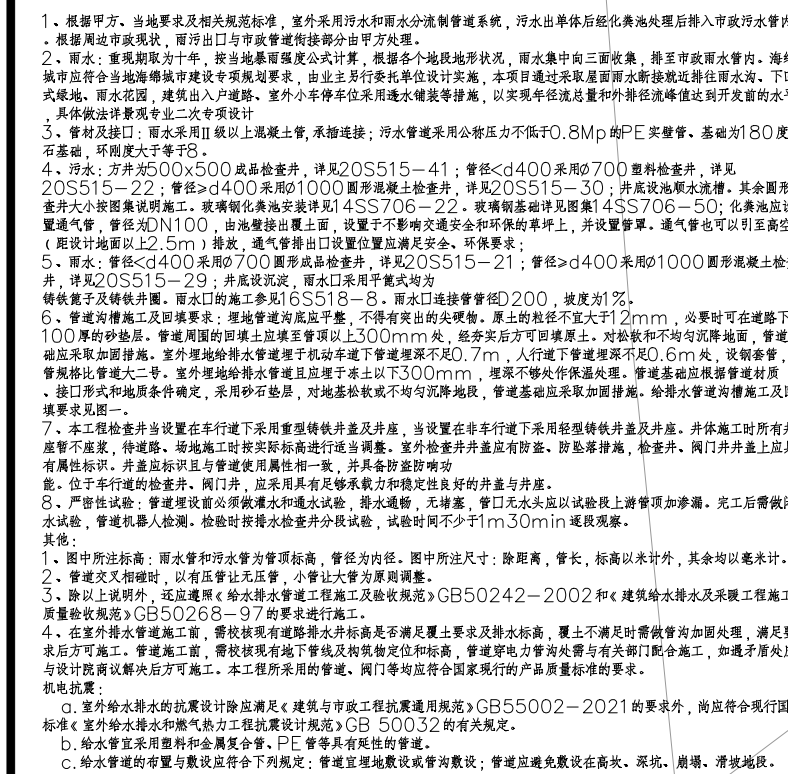 1、根据甲方、当地要求及相关规范标准，室外采用污水和雨水分流制管道系统，污水出单体后经化粪池处理后排入市政污水管内
。根据周边市政现状，雨污出口与市政管道衔接部分由甲方处理。
2、雨水：重现期取为十年，按当地暴雨强度公式计算，根据各个地段地形状况，雨水集中向三面收集，排至市政雨水管内。海绵
城市应符合当地海绵城市建设专项规划要求，由业主另行委托单位设计实施，本项目通过采取屋面雨水断接就近排往雨水沟、下凹
式绿地、雨水花园，建筑出入户道路、室外小车停车位采用透水铺装等措施，以实现年径流总量和外排径流峰值达到开发前的水平
，具体做法详景观专业二次专项设计
3、管材及接口：雨水采用II级以上混凝土管,承插连接；污水管道采用公称压力不低于0.8Mp的PE实壁管、基础为180度
石基础，环刚度大于等于8。
4、污水：方井为500x500成品检查井，详见20S515-41；管径<d400采用Ø700塑料检查井，详见
20S515-22；管径≥d400采用Ø1000圆形混凝土检查井，详见20S515-30；井底设池顺水流槽。其余圆形
查井大小按图集说明施工。玻璃钢化粪池安装详见14SS706-22。玻璃钢基础详见图集14SS706-50；化粪池应设
置通气管，管径为DN100，由池壁接出覆土面，设置于不影响交通安全和环保的草坪上，并设置管罩。通气管也可以引至高空
（距设计地面以上2.5m）排放，通气管排出口设置位置应满足安全、环保要求；
5、雨水：管径<d400采用Ø700圆形成品检查井，详见20S515-21；管径≥d400采用Ø1000圆形混凝土检查
井，详见20S515-29；井底设沉淀，雨水口采用平篦式均为
铸铁篦子及铸铁井圈。雨水口的施工参见16S518-8。雨水口连接管管径D200，坡度为1%。
6、管道沟槽施工及回填要求：埋地管道沟底应平整，不得有突出的尖硬物。原土的粒径不宜大于12mm，必要时可在道路下
100厚的砂垫层。管道周围的回填土应填至管顶以上300mm处，经夯实后方可回填原土。对松软和不均匀沉降地面，管道
础应采取加固措施。室外埋地给排水管道埋于机动车道下管道埋深不足0.7m，人行道下管道埋深不足0.6m处，设钢套管，
管规格比管道大二号。室外埋地给排水管道且应埋于冻土以下300mm，埋深不够处作保温处理。管道基础应根据管道材质
、接口形式和地质条件确定，采用砂石垫层，对地基松软或不均匀沉降地段，管道基础应采取加固措施。给排水管道沟槽施工及回
填要求见图一。
7、本工程检查井当设置在车行道下采用重型铸铁井盖及井座，当设置在非车行道下采用轻型铸铁井盖及井座。井体施工时所有井
座暂不座浆，待道路、场地施工时按实际标高进行适当调整。室外检查井井盖应有防盗、防坠落措施，检查井、阀门井井盖上应具
有属性标识。井盖应标识且与管道使用属性相一致，并具备防盗防响功
能。位于车行道的检查井、阀门井，应采用具有足够承载力和稳定性良好的井盖与井座。
8、严密性试验：管道埋设前必须做灌水和通水试验，排水通畅，无堵塞，管口无水头应以试验段上游管顶加渗漏。完工后需做闭
水试验，管道机器人检测。检验时按排水检查井分段试验，试验时间不少于1m30min逐段观察。
其他：
1、图中所注标高：雨水管和污水管为管顶标高，管径为内径。图中所注尺寸：除距离，管长，标高以米计外，其余均以毫米计。
2、管道交叉相碰时，以有压管让无压管，小管让大管为原则调整。
3、除以上说明外，还应遵照《给水排水管道工程施工及验收规范》GB50242-2002和《建筑给水排水及采暖工程施工
质量验收规范》GB50268-97的要求进行施工。
4、在室外排水管道施工前，需校核现有道路排水井标高是否满足覆土要求及排水标高，覆土不满足时需做管沟加固处理，满足要
求后方可施工。管道施工前，需校核现有地下管线及构筑物定位和标高，管道穿电力管沟处需与有关部门配合施工，如遇矛盾处应
与设计院商议解决后方可施工。本工程所采用的管道、阀门等均应符合国家现行的产品质量标准的要求。
机电抗震：
a.室外给水排水的抗震设计除应满足《建筑与市政工程抗震通用规范》GB55002-2021的要求外，尚应符合现行国
标准《室外给水排水和燃气热力工程抗震设计规范》GB 50032的有关规定。
b.给水管宜采用塑料和金属复合管、PE管等具有延性的管道。
c.给水管道的布置与敷设应符合下列规定：管道宜埋地敷设或管沟敷设；管道应避免敷设在高坎、深坑、崩塌、滑坡地段。